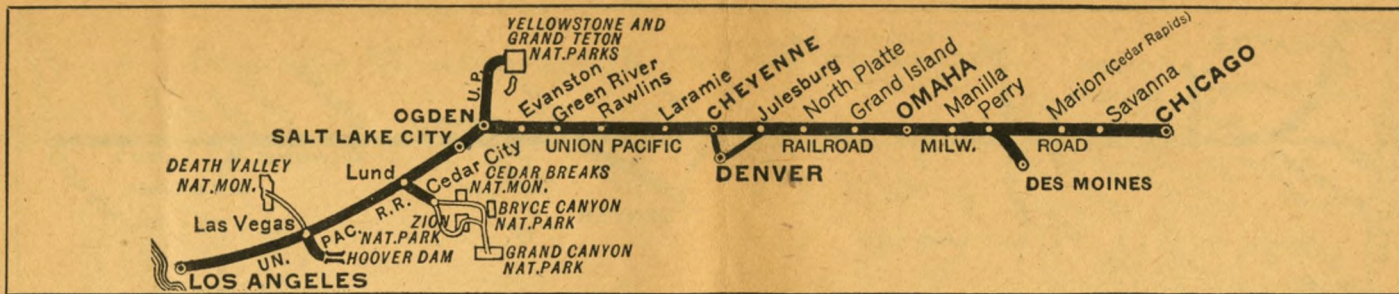 YELLOWSTONE AND
GRAND TETON
NAT. PARKS
U.P.
OGDEN
SALT LAKE CITY
Evanston
Green River
Rawlins
Laramie
CHEYENNE
Julesburg
North Platte
Grand Island
OMAHA
Manilla
Perry
Marion (Cedar Rapids)
Savanna
CHICAGO
UNION PACIFIC
RAILROAD
MILW.
ROAD
DENVER
DES MOINES
DEATH VALLEY
NAT. MON.
Lund
Cedar City
CEDAR BREAKS
NAT. MON.
BRYCE CANYON
NAT. PARK
ZION
NAT. PARK
GRAND CANYON
NAT. PARK
Las Vegas
HOOVER DAM
UN. PAC. R.R.
LOS ANGELES